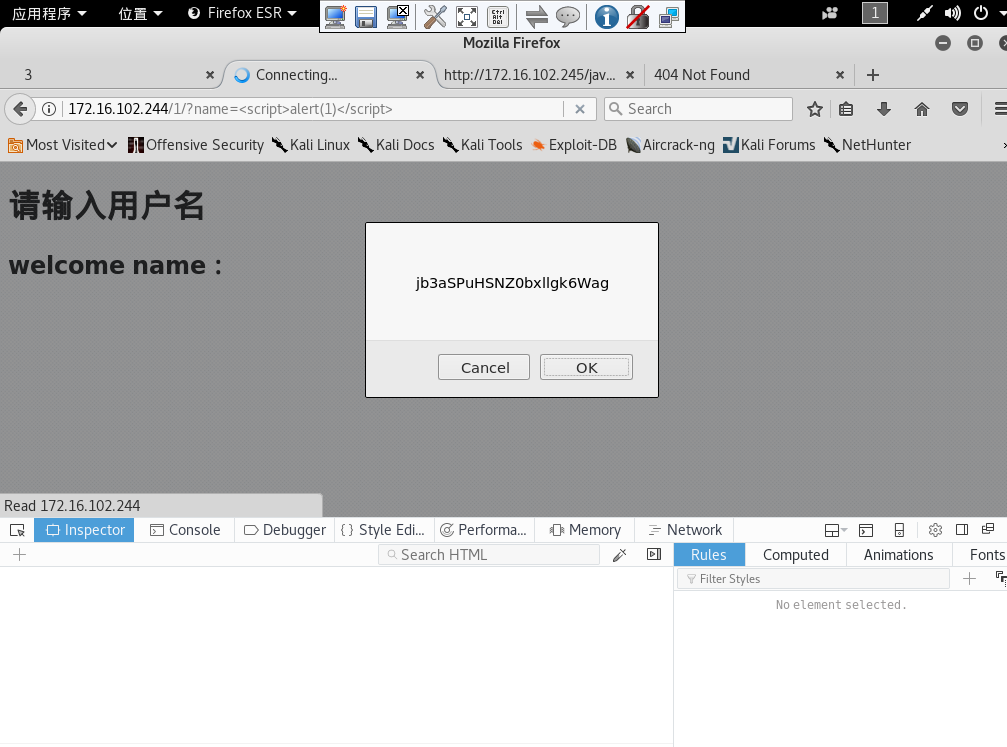 应用程序 位置 Firefox ESR Ctrl Alt Del 1
Mozilla Firefox
3 Connecting... http://172.16.102.245/jav... 404 Not Found
172.16.102.244/1/?name=<script>alert(1)</script> Search
Most Visited Offensive Security Kali Linux Kali Docs Kali Tools Exploit-DB Aircrack-ng Kali Forums NetHunter
请输入用户名
welcome name：
jb3aSPuHSNZ0bxllgk6Wag
Cancel OK
Read 172.16.102.244
Inspector Console Debugger { } Style Edi... Performa... Memory Network
Search HTML Rules Computed Animations Fonts
Filter Styles
No element selected.